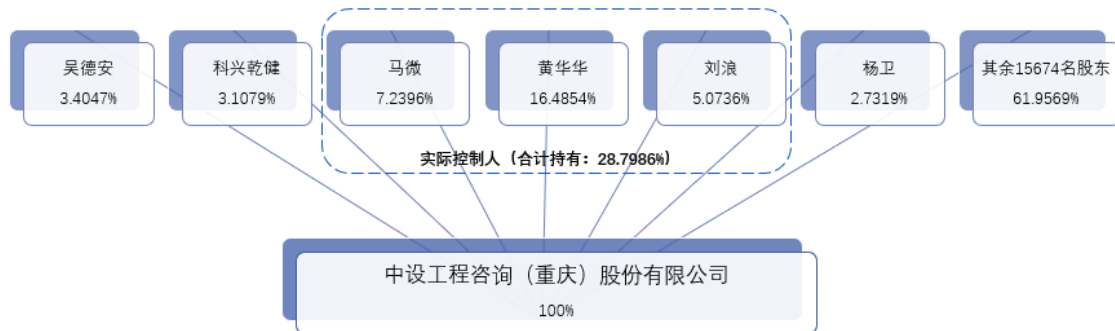 吴德安
3.4047%
科兴乾健
3.1079%
马微
7.2396%
黄华华
16.4854%
刘浪
5.0736%
杨卫
2.7319%
其余15674名股东
61.9569%
实际控制人（合计持有：28.7986%）
中设工程咨询（重庆）股份有限公司
100%